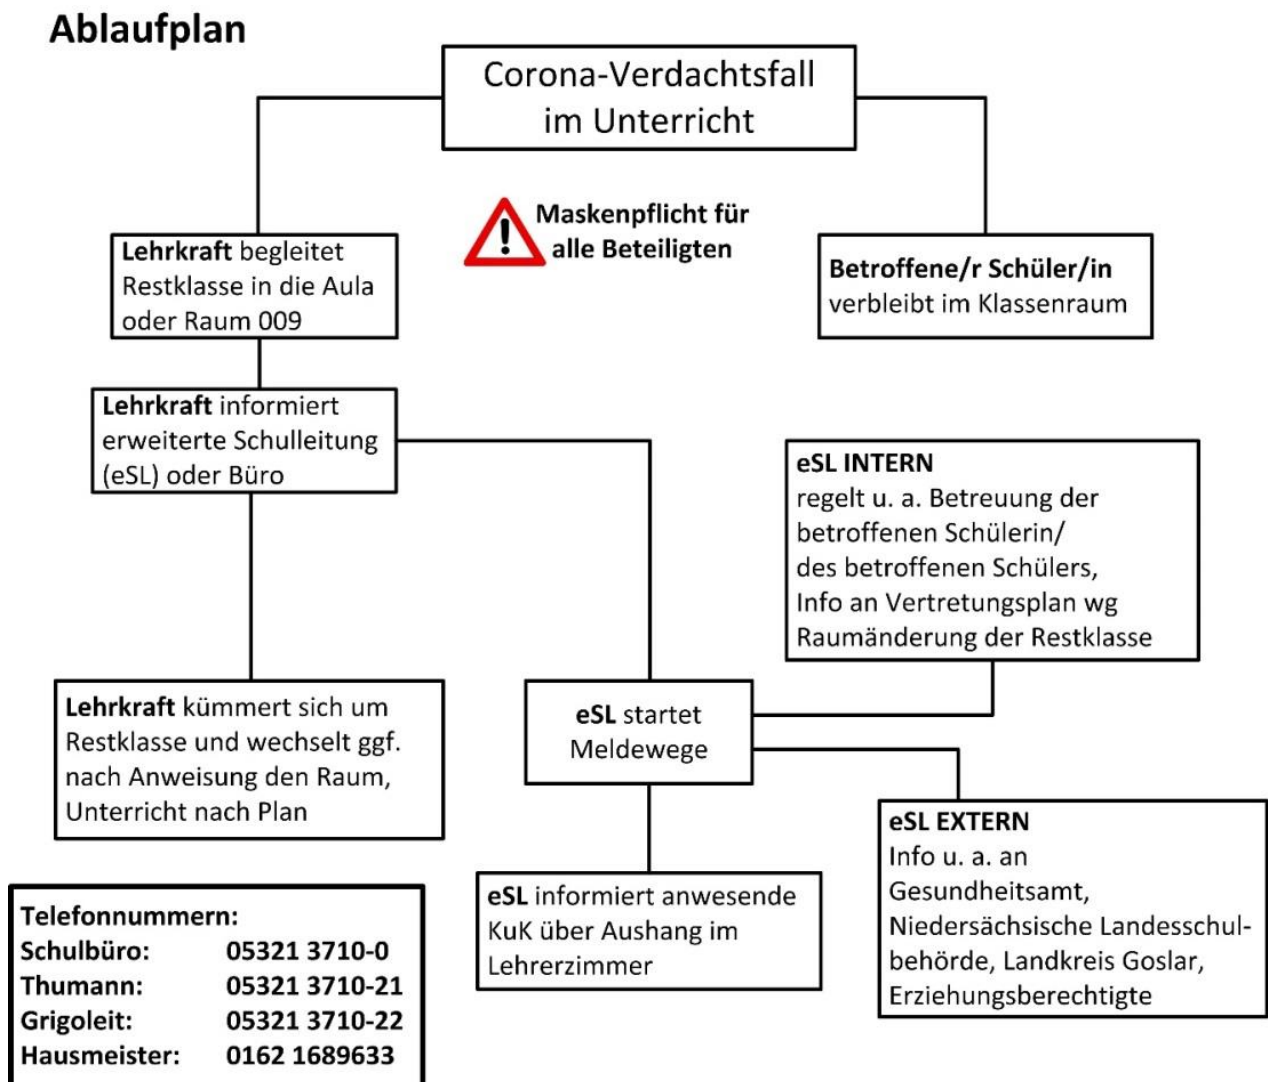 Ablaufplan
Corona-Verdachtsfall
im Unterricht
Maskenpflicht für
alle Beteiligten
Lehrkraft begleitet
Restklasse in die Aula
oder Raum 009
Betroffene/r Schüler/in
verbleibt im Klassenraum
Lehrkraft informiert
erweiterte Schulleitung
(eSL) oder Büro
eSL INTERN
regelt u. a. Betreuung der
betroffenen Schülerin/
des betroffenen Schülers,
Info an Vertretungsplan wg
Raumänderung der Restklasse
Lehrkraft kümmert sich um
Restklasse und wechselt ggf.
nach Anweisung den Raum,
Unterricht nach Plan
eSL startet
Meldewege
eSL EXTERN
Info u. a. an
Gesundheitsamt,
Niedersächsische Landesschul-
behörde, Landkreis Goslar,
Erziehungsberechtigte
eSL informiert anwesende
KuK über Aushang im
Lehrerzimmer
Telefonnummern:
Schulbüro: 05321 3710-0
Thumann: 05321 3710-21
Grigoleit: 05321 3710-22
Hausmeister: 0162 1689633